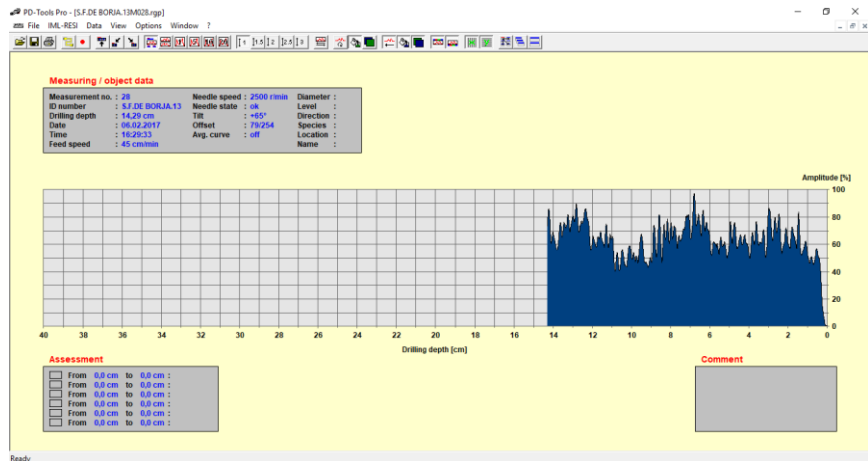 PD-Tools Pro - [S.F.DE BORJA.13M028.rgp]
File IML-RESI Data View Options Window ?
1 1.5 2 2.5 3
Measuring / object data
Measurement no. : 28 Needle speed : 2500 r/min Diameter :
ID number : S.F.DE BORJA.13 Needle state : ok Level :
Drilling depth : 14,29 cm Tilt : +65° Direction :
Date : 06.02.2017 Offset : 79/254 Species :
Time : 16:29:33 Avg. curve : off Location :
Feed speed : 45 cm/min Name :
Amplitude [%]
100
80
60
40
20
0
40 38 36 34 32 30 28 26 24 22 20 18 16 14 12 10 8 6 4 2 0
Drilling depth [cm]
Assessment
From 0,0 cm to 0,0 cm :
From 0,0 cm to 0,0 cm :
From 0,0 cm to 0,0 cm :
From 0,0 cm to 0,0 cm :
From 0,0 cm to 0,0 cm :
From 0,0 cm to 0,0 cm :
Comment
Ready